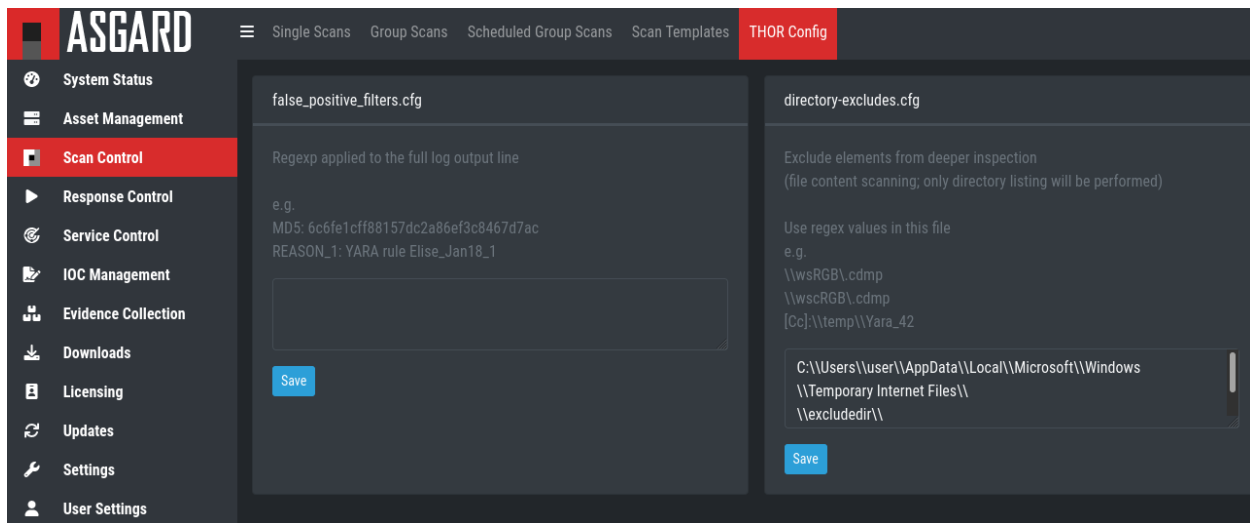 ASGARD
Single Scans Group Scans Scheduled Group Scans Scan Templates THOR Config
System Status
Asset Management
Scan Control
Response Control
Service Control
IOC Management
Evidence Collection
Downloads
Licensing
Updates
Settings
User Settings
false_positive_filters.cfg
Regexp applied to the full log output line
e.g.
MD5: 6c6fe1cff88157dc2a86ef3c8467d7ac
REASON_1: YARA rule Elise_Jan18_1
Save
directory-excludes.cfg
Exclude elements from deeper inspection
(file content scanning; only directory listing will be performed)
Use regex values in this file
e.g.
\\wsRGB\.cdmp
\\wscRGB\.cdmp
[Cc]:\\temp\\Yara_42
C:\\Users\\user\\AppData\\Local\\Microsoft\\Windows
\\Temporary Internet Files\\
\\excludedir\\
Save